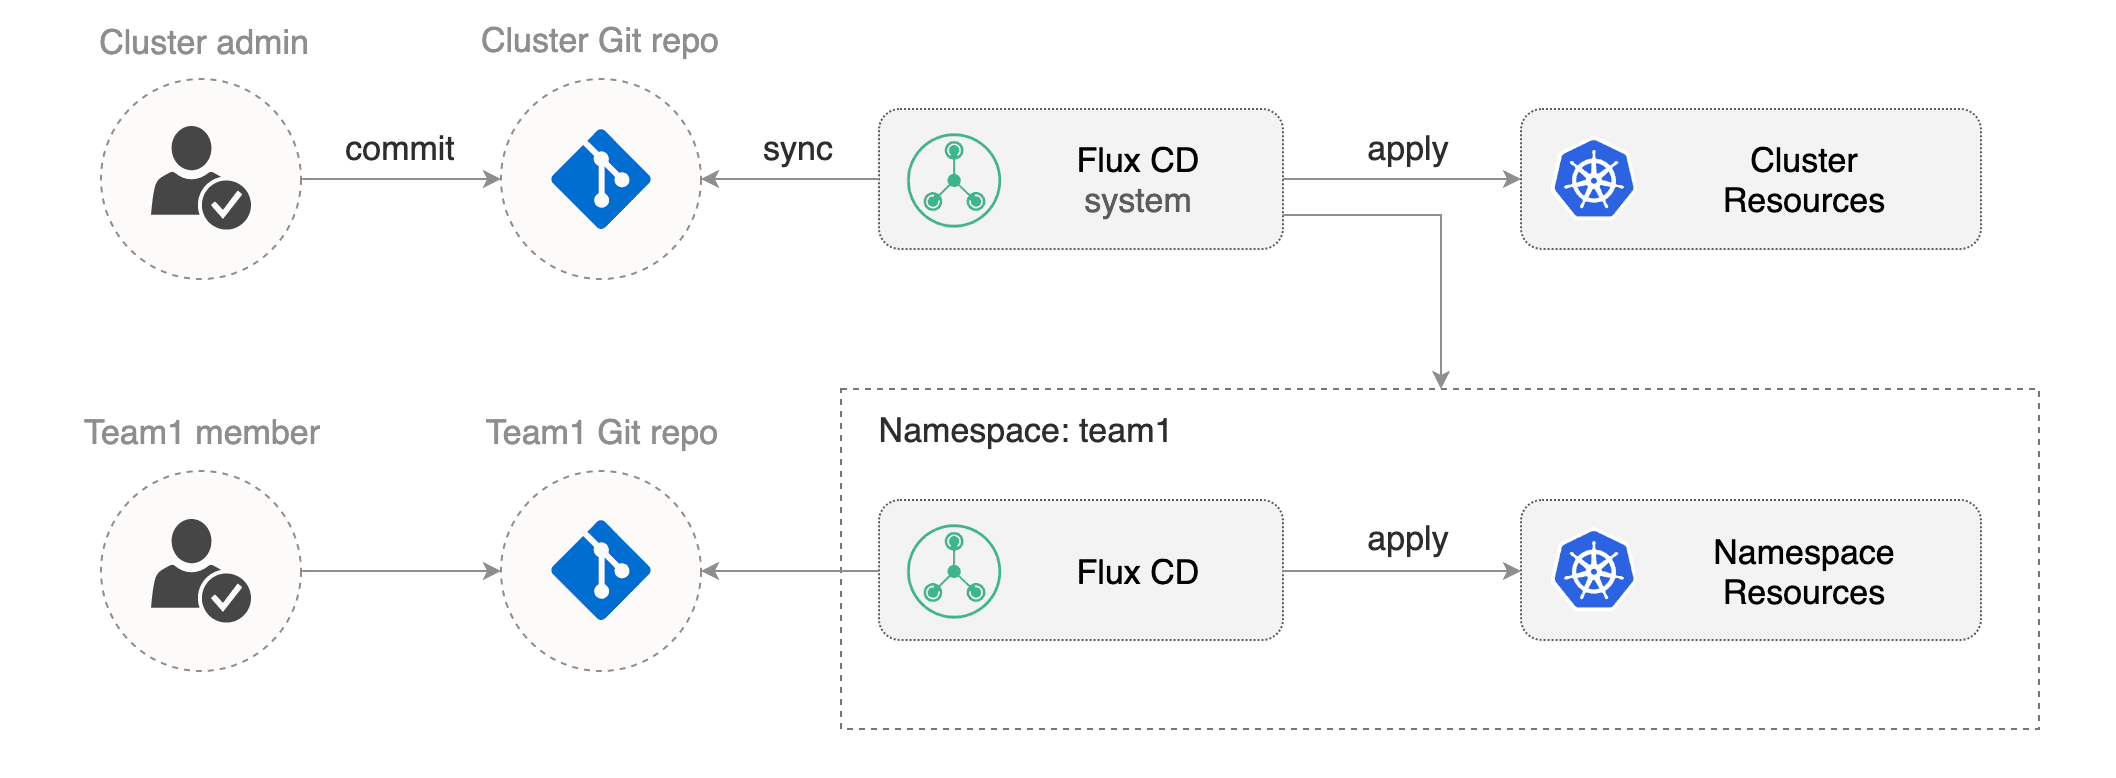 Cluster admin
Cluster Git repo
commit
sync
Flux CD
system
apply
Cluster
Resources
Team1 member
Team1 Git repo
Namespace: team1
Flux CD
apply
Namespace
Resources